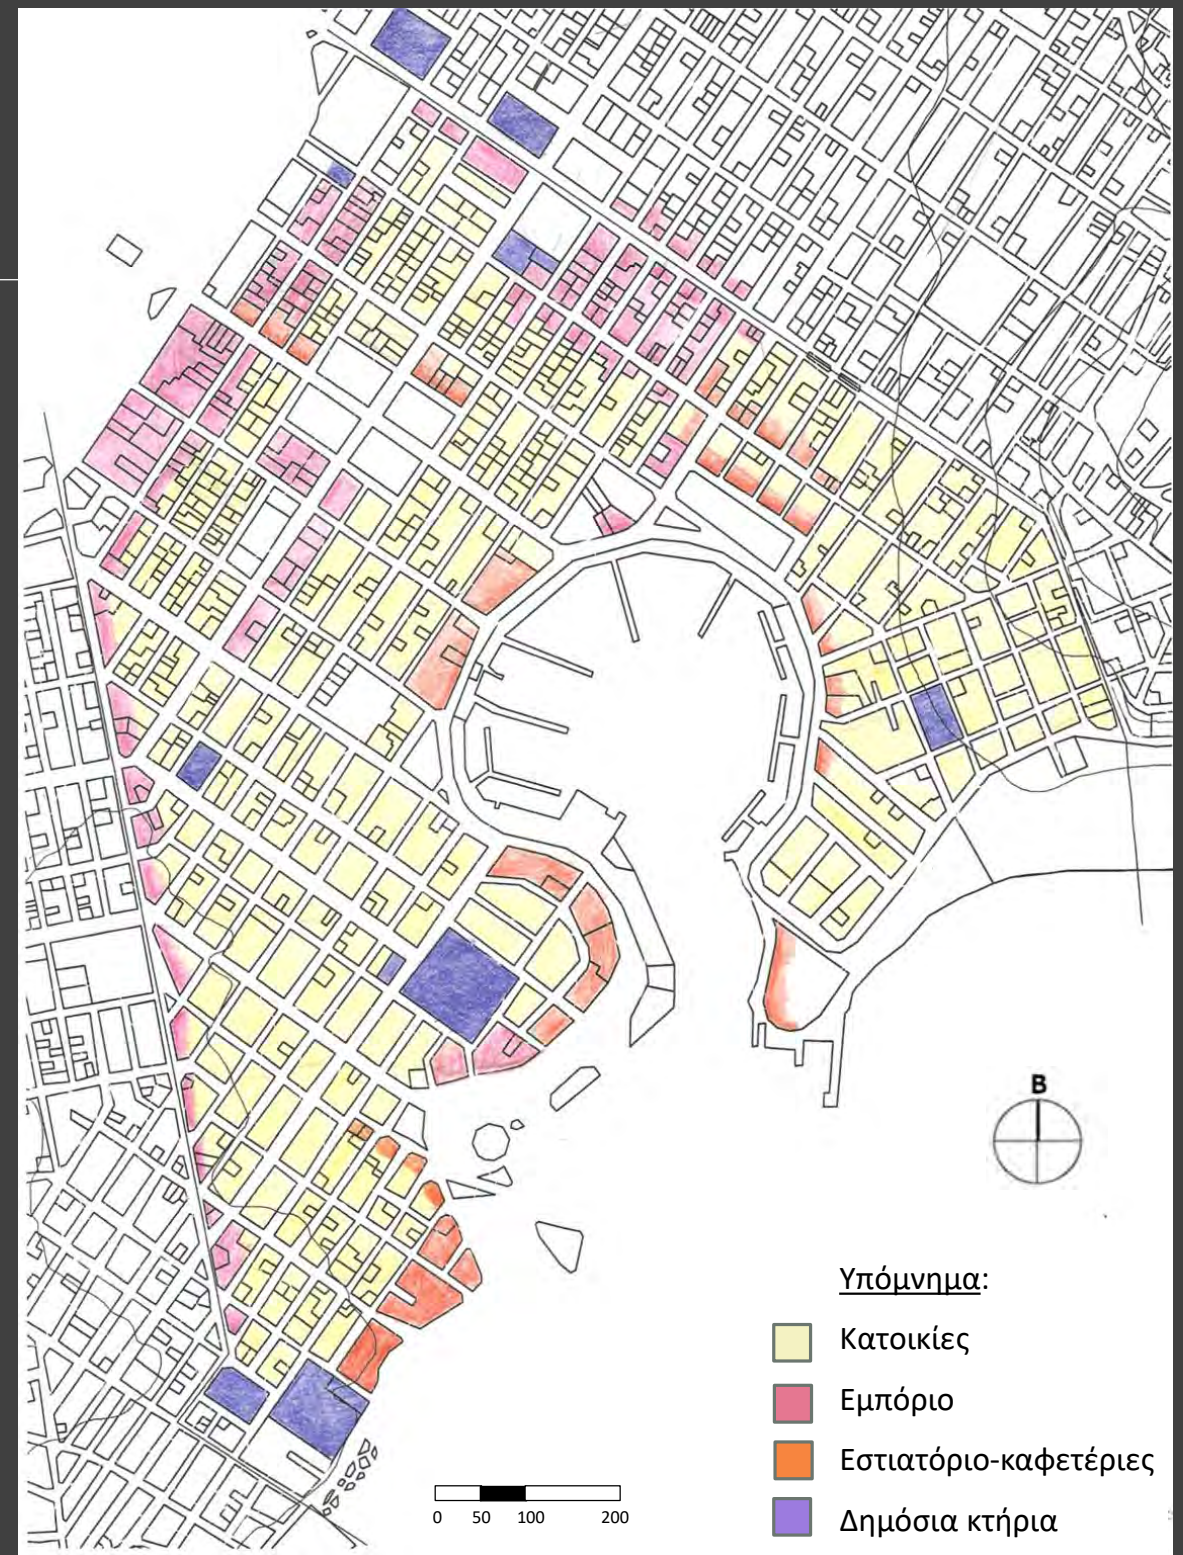 Β
Υπόμνημα:
Κατοικίες
Εμπόριο
Εστιατόριο-καφετέριες
Δημόσια κτήρια
0 50 100 200